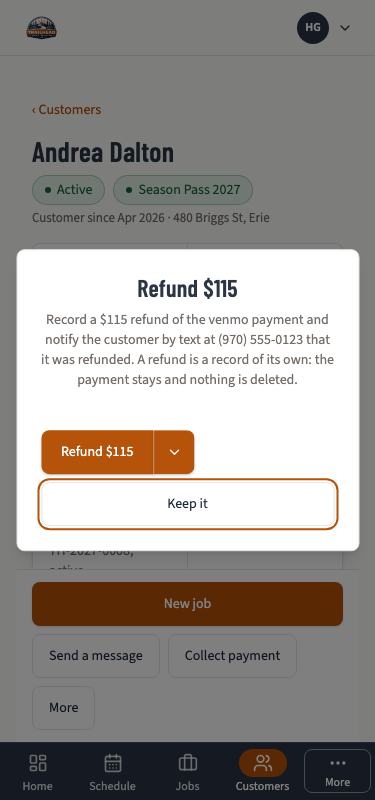 TRAILHEAD
HG
‹ Customers
Andrea Dalton
Active
Season Pass 2027
Customer since Apr 2026 · 480 Briggs St, Erie
Refund $115
Record a $115 refund of the venmo payment and
notify the customer by text at (970) 555-0123 that
it was refunded. A refund is a record of its own: the
payment stays and nothing is deleted.
Refund $115
Keep it
New job
Send a message
Collect payment
More
Home
Schedule
Jobs
Customers
More